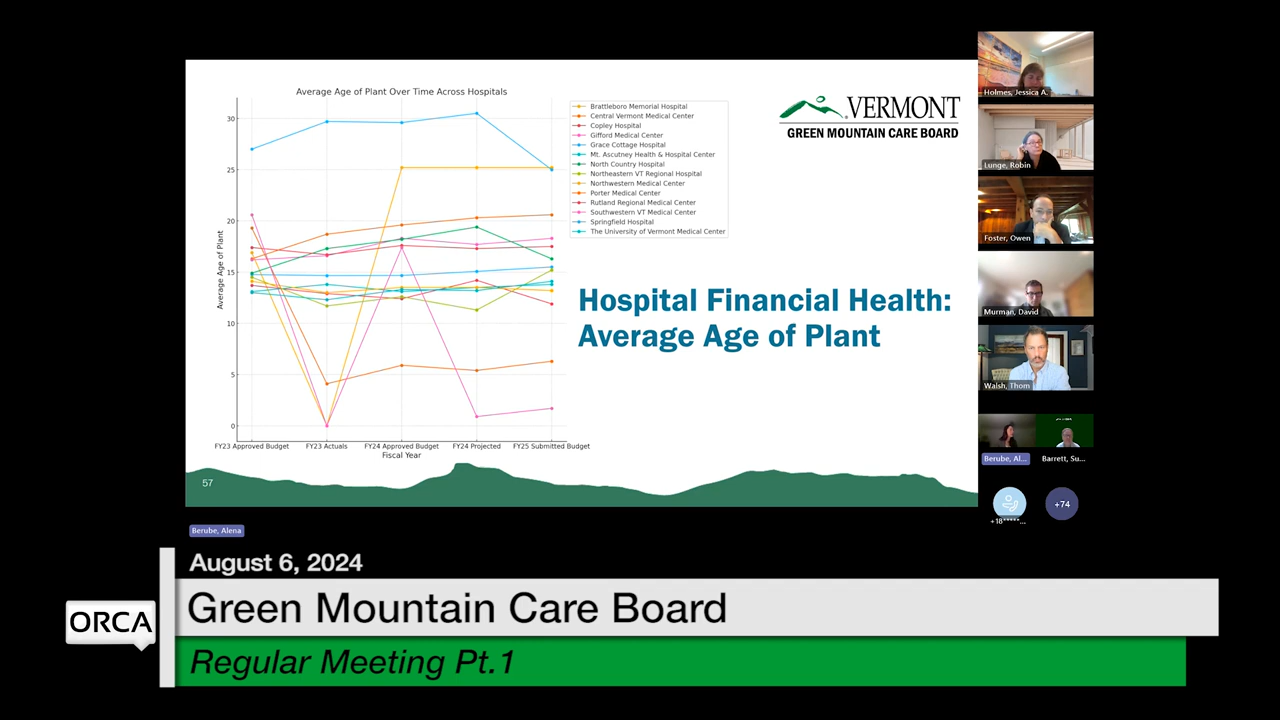 Average Age of Plant Over Time Across Hospitals
30
25
20
15
10
5
0
Average Age of Plant
FY23 Approved Budget
FY23 Actuals
FY24 Approved Budget
FY24 Projected
FY25 Submitted Budget
Fiscal Year
Brattleboro Memorial Hospital
Central Vermont Medical Center
Copley Hospital
Gifford Medical Center
Grace Cottage Hospital
Mt. Ascutney Health & Hospital Center
North Country Hospital
Northeastern VT Regional Hospital
Northwestern Medical Center
Porter Medical Center
Rutland Regional Medical Center
Southwestern VT Medical Center
Springfield Hospital
The University of Vermont Medical Center
VERMONT
GREEN MOUNTAIN CARE BOARD
Hospital Financial Health:
Average Age of Plant
57
Holmes, Jessica A.
Lunge, Robin
Foster, Owen
Murman, David
Walsh, Thom
Berube, Al...
Barrett, Su...
+18*****...
+74
Berube, Alena
August 6, 2024
Green Mountain Care Board
ORCA
Regular Meeting Pt.1